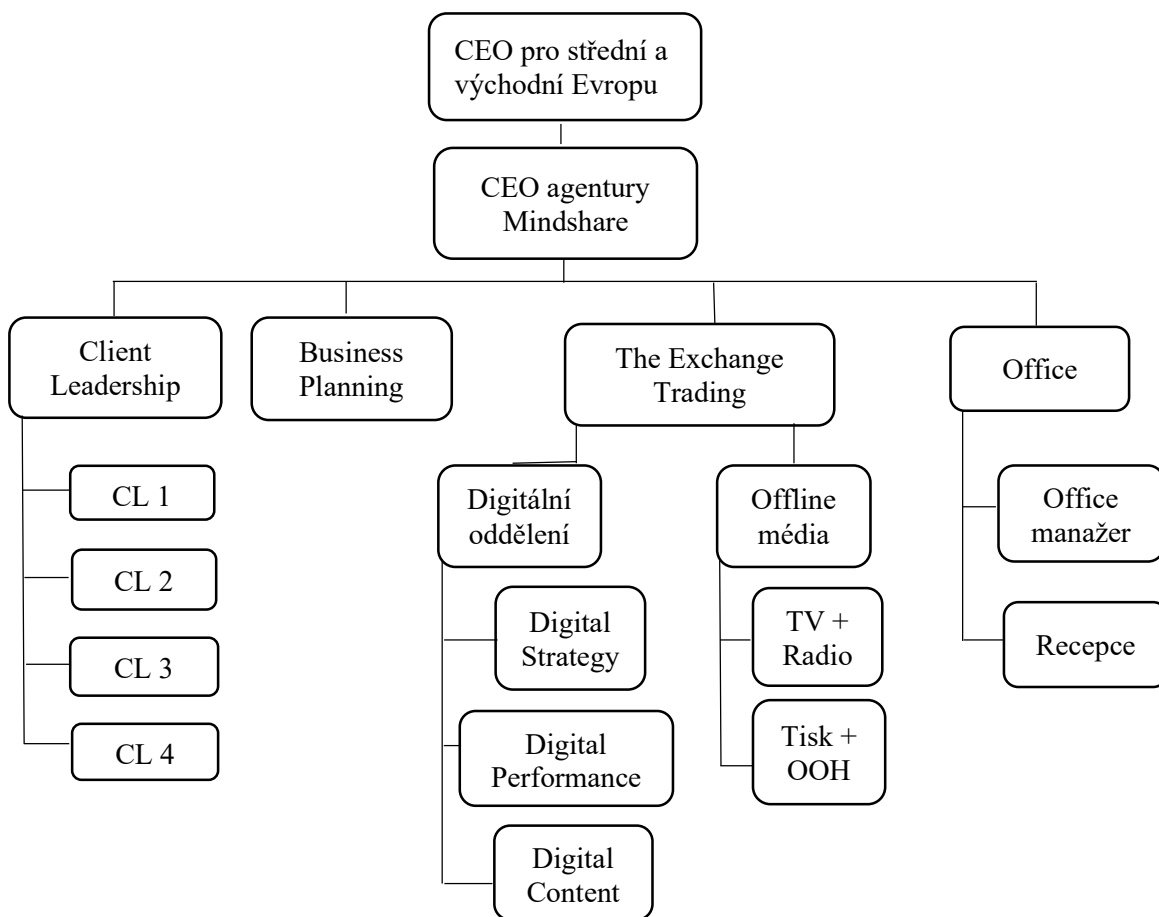 CEO pro střední a
východní Evropu
CEO agentury
Mindshare
Client
Leadership
Business
Planning
The Exchange
Trading
Office
CL 1
CL 2
CL 3
CL 4
Digitální
oddělení
Digital
Strategy
Digital
Performance
Digital
Content
Offline
média
TV +
Radio
Tisk +
OOH
Office
manažer
Recepce